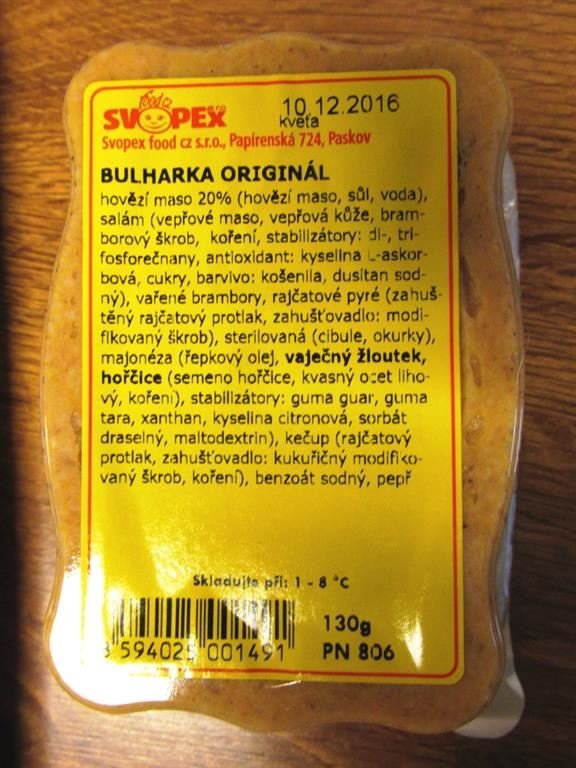 food cz s.r.o.
SVOPEX
10.12.2016
květa
Svopex food cz s.r.o., Papírenská 724, Paskov
BULHARKA ORIGINÁL
hovězí maso 20% (hovězí maso, sůl, voda),
salám (vepřové maso, vepřová kůže, bram-
borový škrob, koření, stabilizátory: di-, tri-
fosforečnany, antioxidant: kyselina L-askor-
bová, cukry, barvivo: košenila, dusitan sod-
ný), vařené brambory, rajčatové pyré (zahuš-
těný rajčatový protlak, zahušťovadlo: modi-
fikovaný škrob), sterilovaná (cibule, okurky),
majonéza (řepkový olej, vaječný žloutek,
hořčice (semeno hořčice, kvasný ocet liho-
vý, koření), stabilizátory: guma guar, guma
tara, xanthan, kyselina citronová, sorbát
draselný, maltodextrin), kečup (rajčatový
protlak, zahušťovadlo: kukuřičný modifiko-
vaný škrob, koření), benzoát sodný, pepř
Skladujte při: 1 - 8 °C
130g
8 594025 001491
PN 806